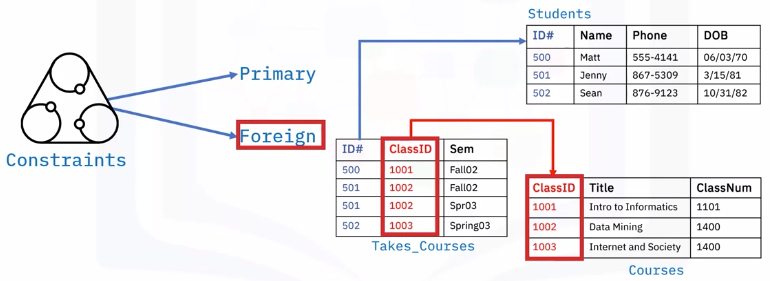 Students
ID# Name Phone DOB
500 Matt 555-4141 06/03/70
501 Jenny 867-5309 3/15/81
502 Sean 876-9123 10/31/82
Constraints
Primary
Foreign
ID# ClassID Sem
500 1001 Fall02
501 1002 Fall02
501 1002 Spr03
502 1003 Spring03
Takes_Courses
ClassID Title ClassNum
1001 Intro to Informatics 1101
1002 Data Mining 1400
1003 Internet and Society 1400
Courses